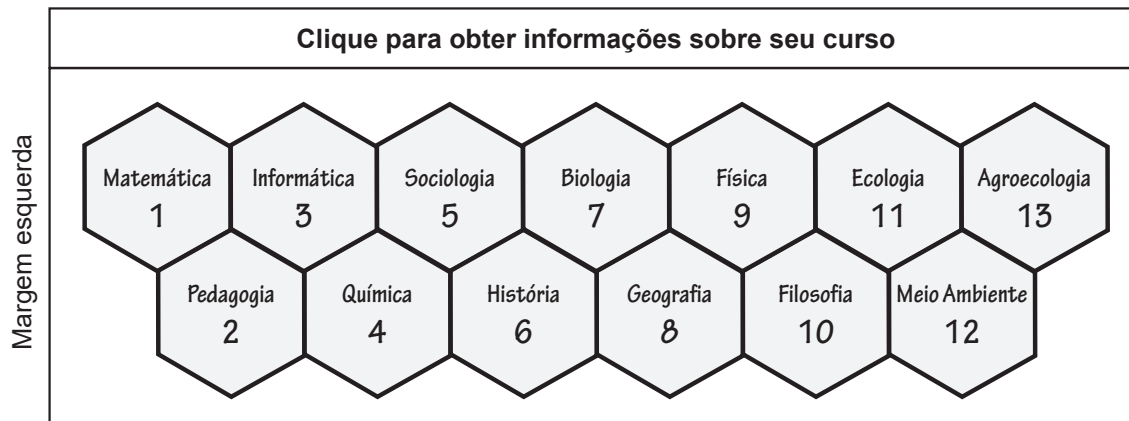 Clique para obter informações sobre seu curso
Margem esquerda
Matemática
1
Informática
3
Sociologia
5
Biologia
7
Física
9
Ecologia
11
Agroecologia
13
Pedagogia
2
Química
4
História
6
Geografia
8
Filosofia
10
Meio Ambiente
12